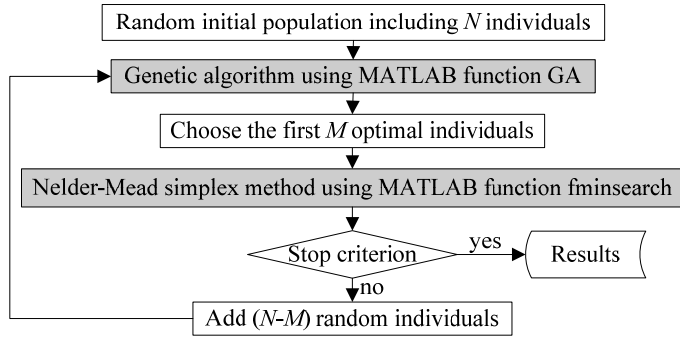 Random initial population including N individuals
Genetic algorithm using MATLAB function GA
Choose the first M optimal individuals
Nelder-Mead simplex method using MATLAB function fminsearch
Stop criterion
yes
Results
no
Add (N-M) random individuals